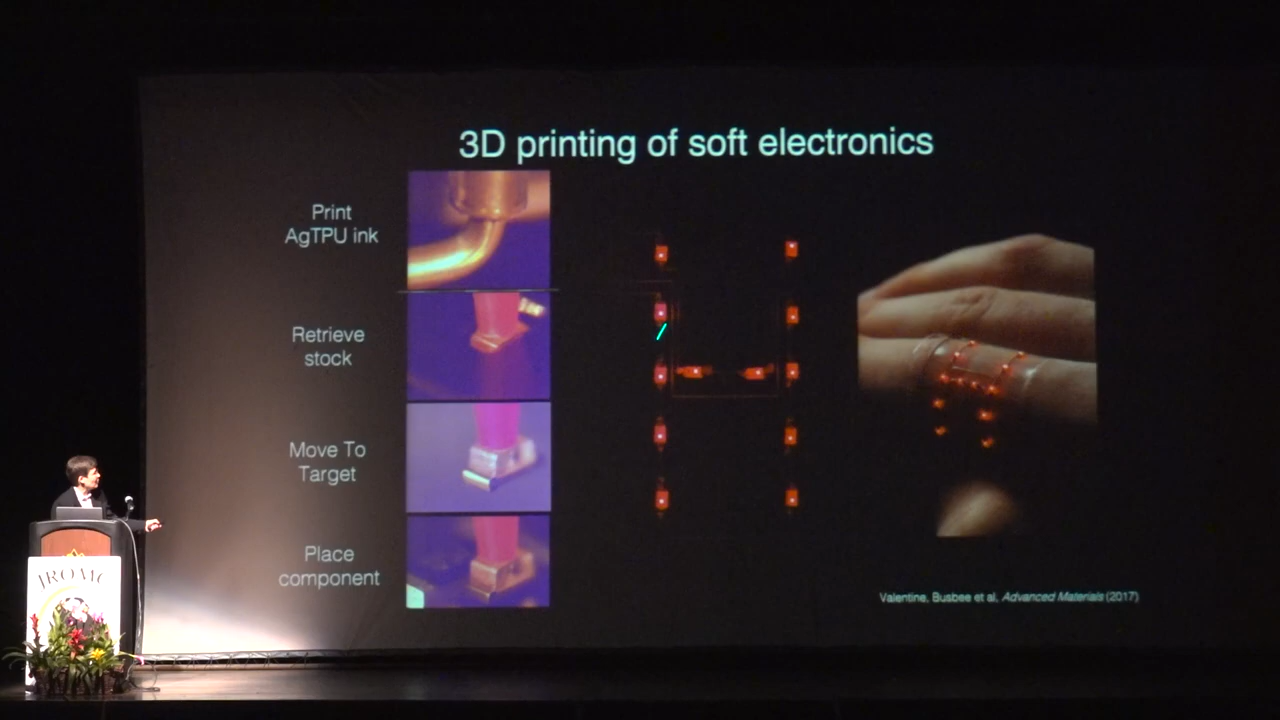 3D printing of soft electronics
Print
AgTPU ink
Retrieve
stock
Move To
Target
Place
component
Valentine, Busbee et al, Advanced Materials (2017)
JROMC